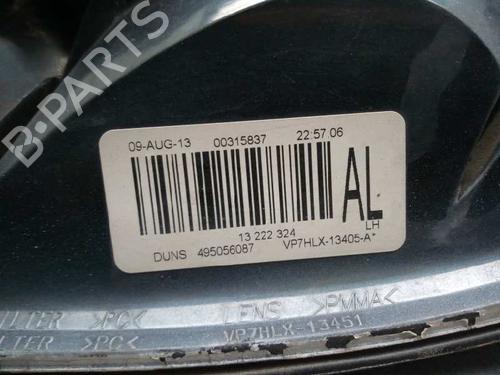 B-PARTS
09-AUG-13 00315837 22:57.06
AL
LH
13 222 324
DUNS 495056087 VP7HLX-13405-A*
>PC< LENS >PMMA<
>PC< VP7HLX-13451